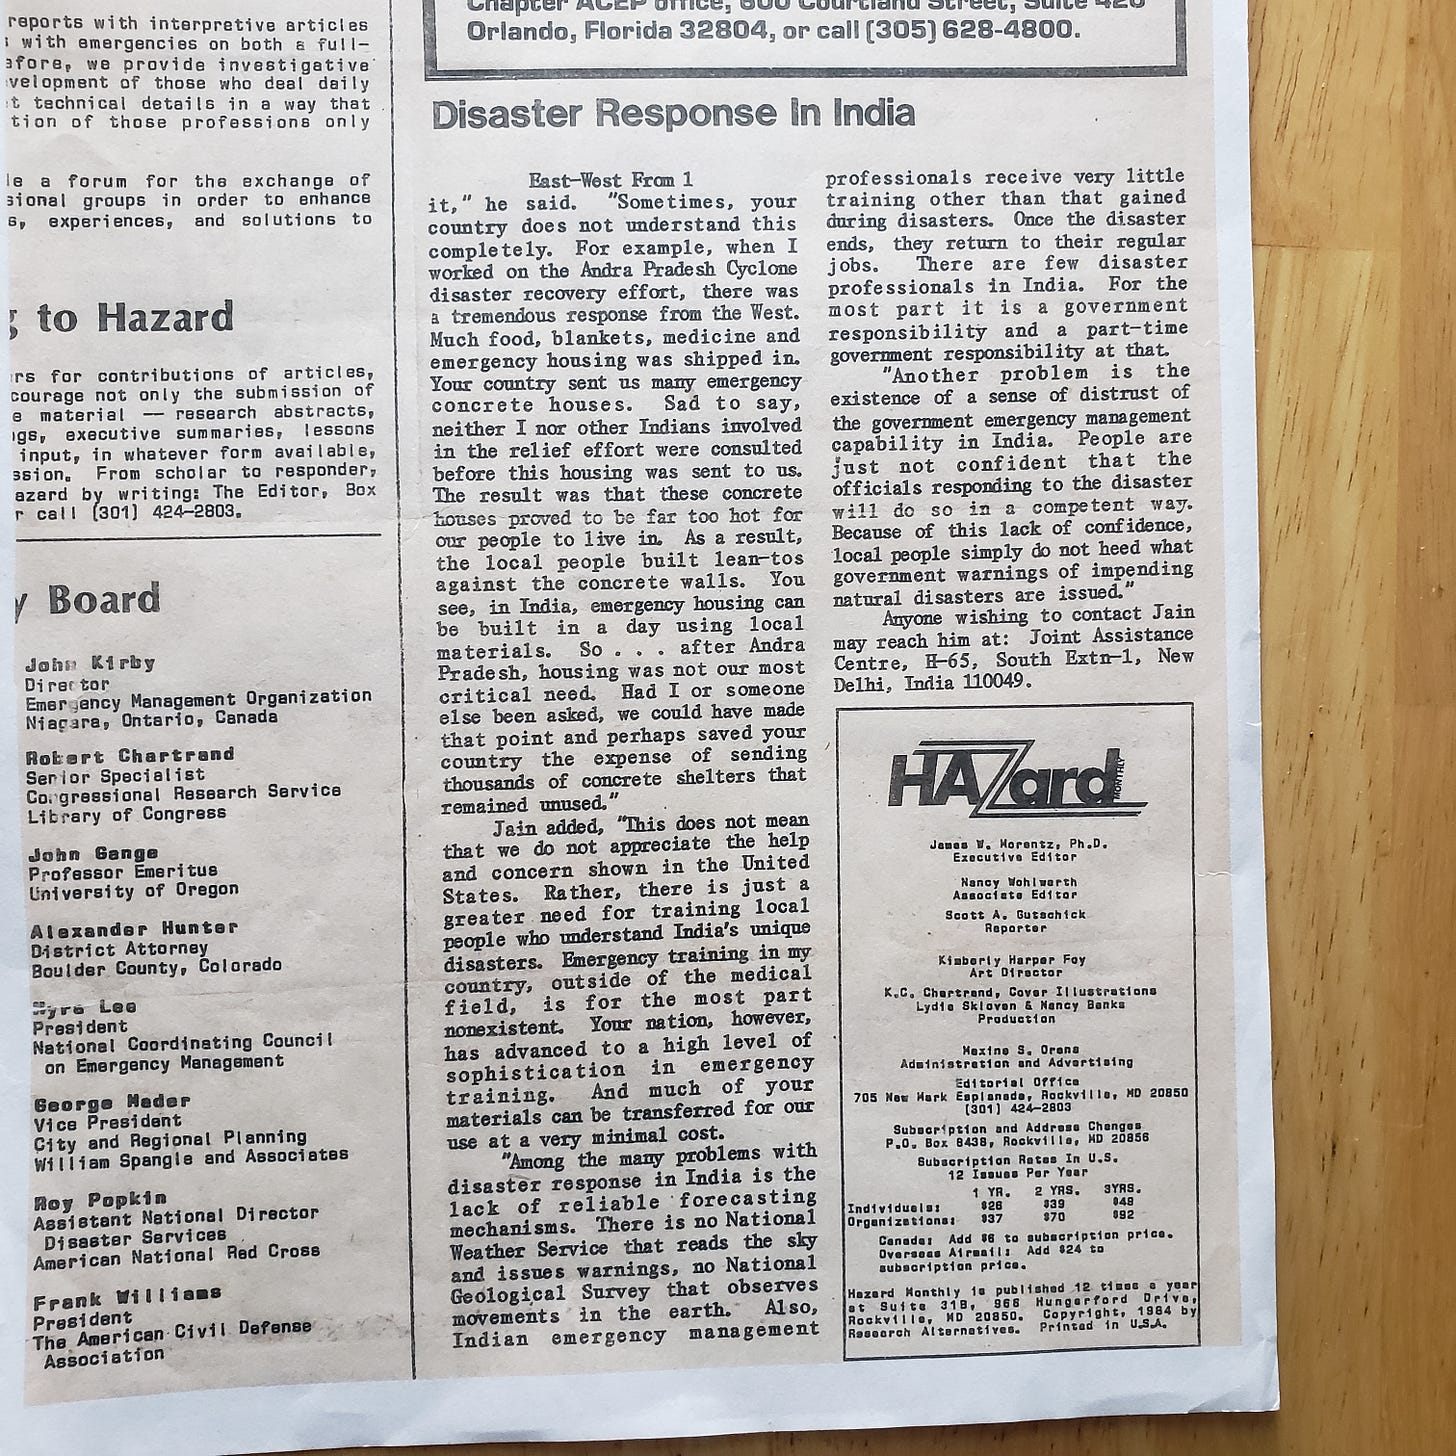 reports with interpretive articles
with emergencies on both a full-
afore, we provide investigative
velopment of those who deal daily
t technical details in a way that
tion of those professions only
le a forum for the exchange of
sional groups in order to enhance
s, experiences, and solutions to
g to Hazard
ers for contributions of articles,
courage not only the submission of
e material — research abstracts,
ngs, executive summaries, lessons
input, in whatever form available,
ssion. From scholar to responder,
azard by writing: The Editor, Box
r call (301) 424-2803.
y Board
John Kirby
Director
Emergency Management Organization
Niagara, Ontario, Canada
Robert Chartrand
Senior Specialist
Congressional Research Service
Library of Congress
John Gange
Professor Emeritus
University of Oregon
Alexander Hunter
District Attorney
Boulder County, Colorado
Myra Lee
President
National Coordinating Council
on Emergency Management
George Mader
Vice President
City and Regional Planning
William Spangle and Associates
Roy Popkin
Assistant National Director
Disaster Services
American National Red Cross
Frank Williams
President
The American Civil Defense
Association
Chapter ACEP office, 600 Courtland Street, Suite 420
Orlando, Florida 32804, or call (305) 628-4800.
Disaster Response In India
East-West From 1
it," he said. "Sometimes, your
country does not understand this
completely. For example, when I
worked on the Andra Pradesh Cyclone
disaster recovery effort, there was
a tremendous response from the West.
Much food, blankets, medicine and
emergency housing was shipped in.
Your country sent us many emergency
concrete houses. Sad to say,
neither I nor other Indians involved
in the relief effort were consulted
before this housing was sent to us.
The result was that these concrete
houses proved to be far too hot for
our people to live in. As a result,
the local people built lean-tos
against the concrete walls. You
see, in India, emergency housing can
be built in a day using local
materials. So . . . after Andra
Pradesh, housing was not our most
critical need. Had I or someone
else been asked, we could have made
that point and perhaps saved your
country the expense of sending
thousands of concrete shelters that
remained unused."
Jain added, "This does not mean
that we do not appreciate the help
and concern shown in the United
States. Rather, there is just a
greater need for training local
people who understand India's unique
disasters. Emergency training in my
country, outside of the medical
field, is for the most part
nonexistent. Your nation, however,
has advanced to a high level of
sophistication in emergency
training. And much of your
materials can be transferred for our
use at a very minimal cost.
"Among the many problems with
disaster response in India is the
lack of reliable forecasting
mechanisms. There is no National
Weather Service that reads the sky
and issues warnings, no National
Geological Survey that observes
movements in the earth. Also,
Indian emergency management
professionals receive very little
training other than that gained
during disasters. Once the disaster
ends, they return to their regular
jobs. There are few disaster
professionals in India. For the
most part it is a government
responsibility and a part-time
government responsibility at that.
"Another problem is the
existence of a sense of distrust of
the government emergency management
capability in India. People are
just not confident that the
officials responding to the disaster
will do so in a competent way.
Because of this lack of confidence,
local people simply do not heed what
government warnings of impending
natural disasters are issued."
Anyone wishing to contact Jain
may reach him at: Joint Assistance
Centre, H-65, South Extn-1, New
Delhi, India 110049.
HAZard MONTHLY
James W. Morentz, Ph.D.
Executive Editor
Nancy Wohlwerth
Associate Editor
Scott A. Gutschick
Reporter
Kimberly Harper Foy
Art Director
K.C. Chartrand, Cover Illustrations
Lydia Skloven & Nancy Banks
Production
Maxine S. Orens
Administration and Advertising
Editorial Office
705 New Mark Esplanade, Rockville, MD 20850
(301) 424-2803
Subscription and Address Changes
P.O. Box 8438, Rockville, MD 20856
Subscription Rates In U.S.
12 Issues Per Year
1 YR. 2 YRS. 3YRS.
Individuals: $26 $39 $48
Organizations: $37 $70 $92
Canada: Add $6 to subscription price.
Overseas Airmail: Add $24 to
subscription price.
Hazard Monthly is published 12 times a year
at Suite 31B, 966 Hungerford Drive,
Rockville, MD 20850. Copyright, 1984 by
Research Alternatives. Printed in U.S.A.